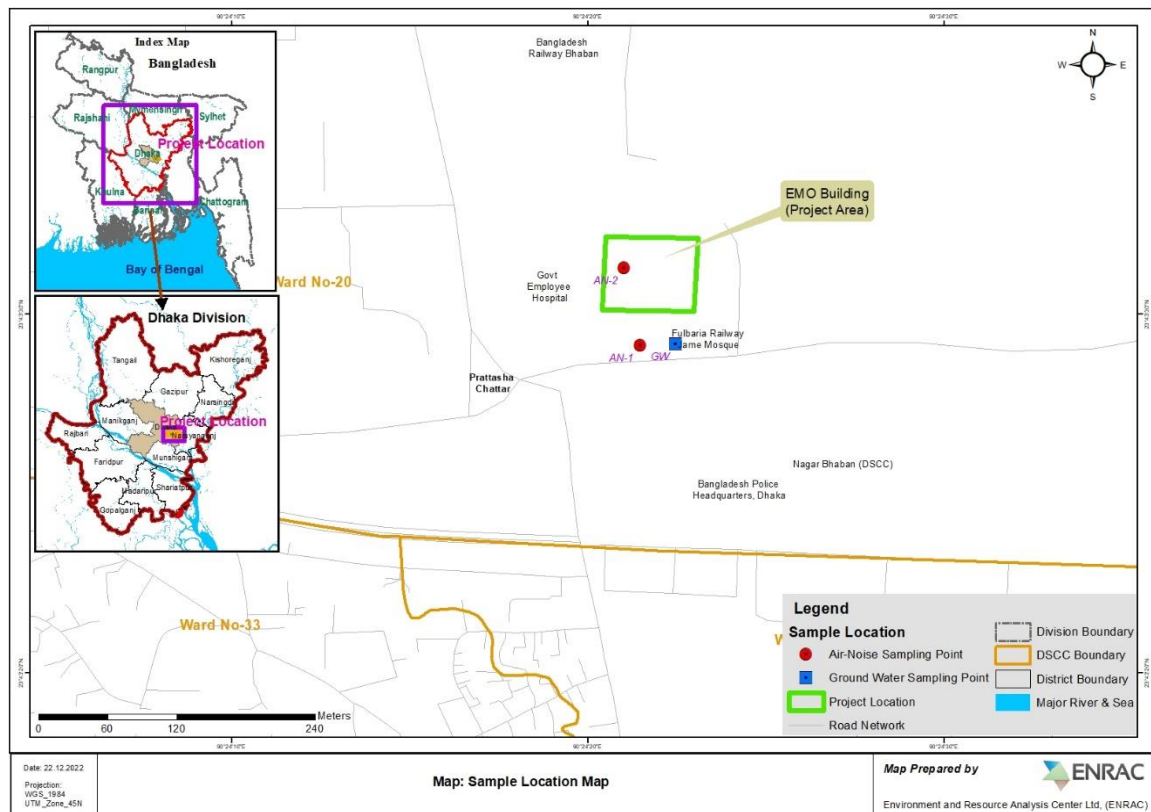 90°24'10"E
90°24'20"E
90°24'30"E
Index Map
Bangladesh
Rangpur
Mymensingh
Rajshahi
Sylhet
Project Location
Dhaka
Khulna
Barisal
Chattogram
Bay of Bengal
Dhaka Division
Tangail
Kishoreganj
Gazipur
Narsingdi
Manikganj
Project Location
Rajbari
Narayanganj
Munshiganj
Faridpur
Shariatpur
Madaripur
Gopalganj
Bangladesh
Railway Bhaban
N
W
E
S
EMO Building
(Project Area)
Ward No-20
Govt
Employee
Hospital
AN-2
Fulbaria Railway
Jame Mosque
AN-1
GW
Prattasha
Chattar
Nagar Bhaban (DSCC)
Bangladesh Police
Headquarters, Dhaka
Ward No-33
Legend
Sample Location
Air-Noise Sampling Point
Ground Water Sampling Point
Project Location
Road Network
Division Boundary
DSCC Boundary
District Boundary
Major River & Sea
Meters
0 60 120 240
90°24'10"E
90°24'20"E
Date: 22.12.2022
Projection:
WGS_1984
UTM_Zone_45N
Map: Sample Location Map
Map Prepared by
ENRAC
Environment and Resource Analysis Center Ltd, (ENRAC)